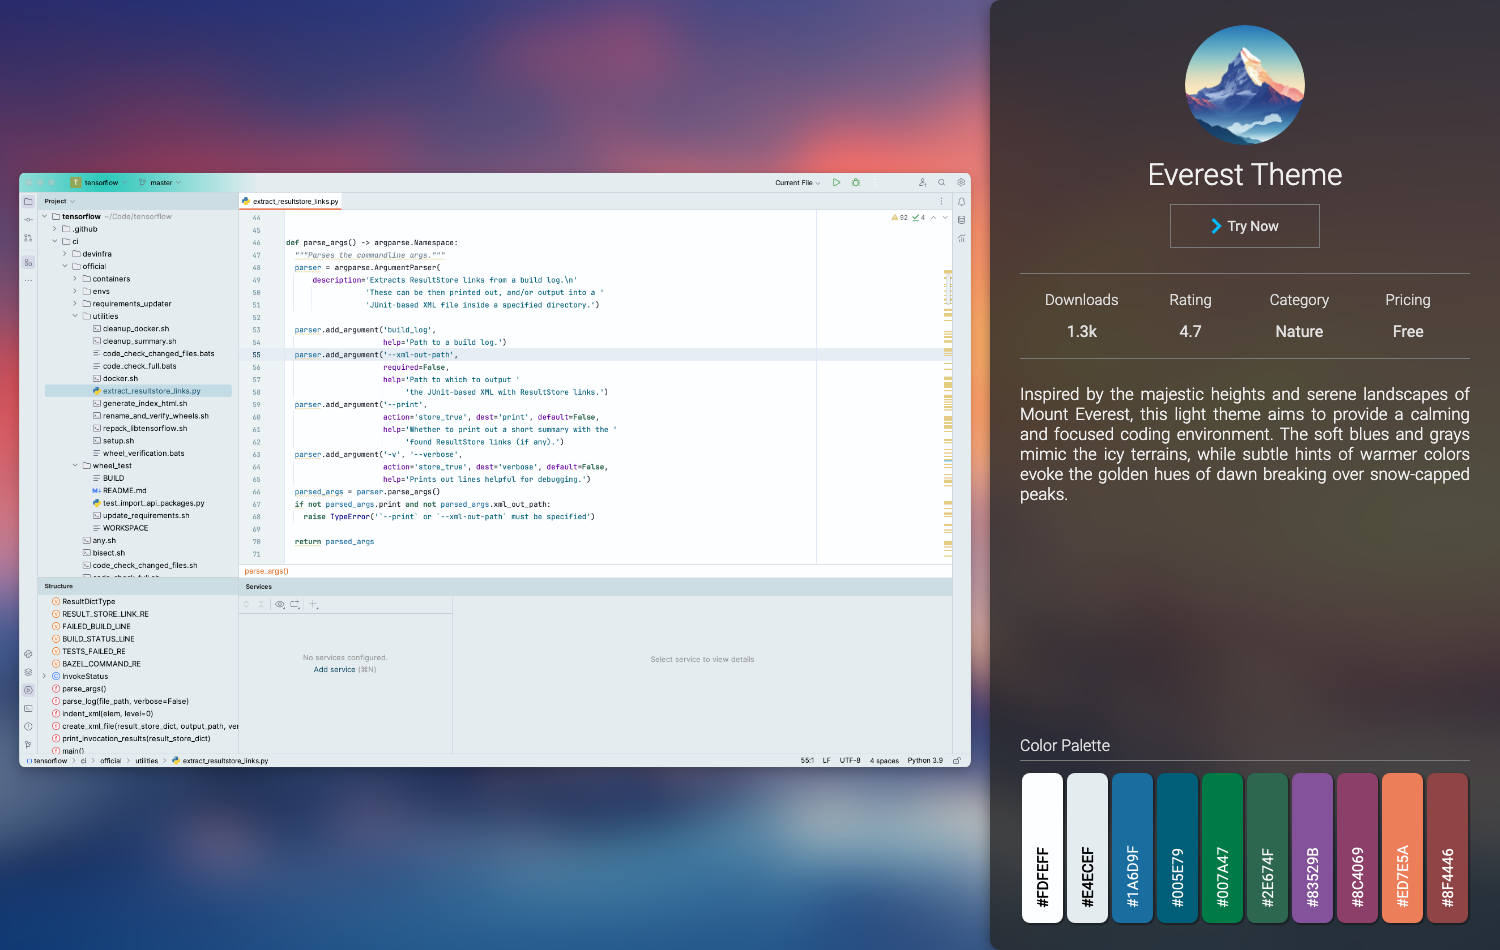 T tensorflow
master
Current File
Project
extract_resultstore_links.py
92 4
tensorflow ~/Code/tensorflow
.github
ci
devinfra
official
containers
envs
requirements_updater
utilities
cleanup_docker.sh
cleanup_summary.sh
code_check_changed_files.bats
code_check_full.bats
docker.sh
extract_resultstore_links.py
generate_index_html.sh
rename_and_verify_wheels.sh
repack_libtensorflow.sh
setup.sh
wheel_verification.bats
wheel_test
BUILD
M↓ README.md
test_import_api_packages.py
update_requirements.sh
WORKSPACE
any.sh
bisect.sh
code_check_changed_files.sh
44
45
46 def parse_args() -> argparse.Namespace:
47 """Parses the commandline args."""
48 parser = argparse.ArgumentParser(
49 description='Extracts ResultStore links from a build log.\n'
50 'These can be then printed out, and/or output into a '
51 'JUnit-based XML file inside a specified directory.')
52
53 parser.add_argument('build_log',
54 help='Path to a build log.')
55 parser.add_argument('--xml-out-path',
56 required=False,
57 help='Path to which to output '
58 'the JUnit-based XML with ResultStore links.')
59 parser.add_argument('--print',
60 action='store_true', dest='print', default=False,
61 help='Whether to print out a short summary with the '
62 'found ResultStore links (if any).')
63 parser.add_argument('-v', '--verbose',
64 action='store_true', dest='verbose', default=False,
65 help='Prints out lines helpful for debugging.')
66 parsed_args = parser.parse_args()
67 if not parsed_args.print and not parsed_args.xml_out_path:
68 raise TypeError('`--print` or `--xml-out-path` must be specified')
69
70 return parsed_args
71
parse_args()
Structure
ResultDictType
RESULT_STORE_LINK_RE
FAILED_BUILD_LINE
BUILD_STATUS_LINE
TESTS_FAILED_RE
BAZEL_COMMAND_RE
InvokeStatus
parse_args()
parse_log(file_path, verbose=False)
indent_xml(elem, level=0)
create_xml_file(result_store_dict, output_path, ver
print_invocation_results(result_store_dict)
main()
Services
No services configured.
Add service (⌘N)
Select service to view details
tensorflow > ci > official > utilities > extract_resultstore_links.py
55:1 LF UTF-8 4 spaces Python 3.9
Everest Theme
Try Now
Downloads Rating Category Pricing
1.3k 4.7 Nature Free
Inspired by the majestic heights and serene landscapes of
Mount Everest, this light theme aims to provide a calming
and focused coding environment. The soft blues and grays
mimic the icy terrains, while subtle hints of warmer colors
evoke the golden hues of dawn breaking over snow-capped
peaks.
Color Palette
#FDFEFF
#E4ECEF
#1A6D9F
#005E79
#007A47
#2E674F
#83529B
#8C4069
#ED7E5A
#8F4446